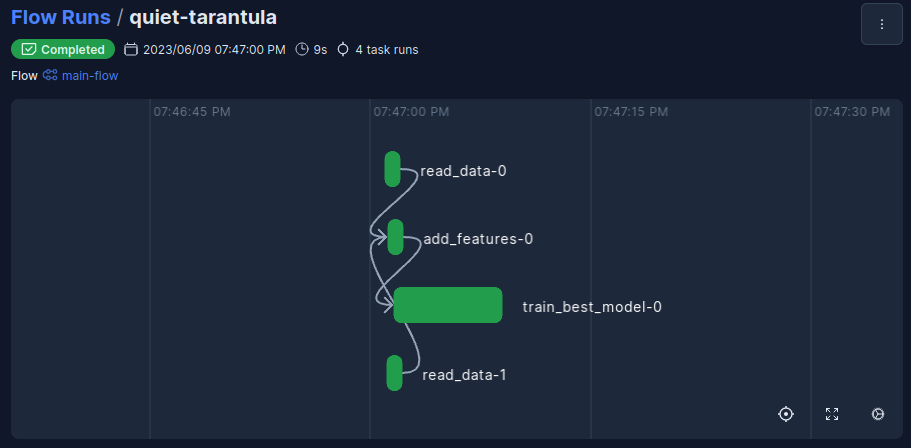 Flow Runs / quiet-tarantula
Completed 2023/06/09 07:47:00 PM 9s 4 task runs
Flow main-flow
07:46:45 PM 07:47:00 PM 07:47:15 PM 07:47:30 PM
read_data-0
add_features-0
train_best_model-0
read_data-1